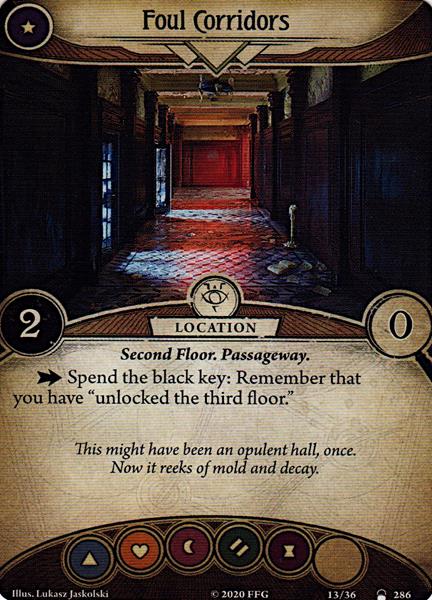 Foul Corridors
2
LOCATION
0
Second Floor. Passageway.
Spend the black key: Remember that
you have “unlocked the third floor.”
This might have been an opulent hall, once.
Now it reeks of mold and decay.
Illus. Lukasz Jaskolski
© 2020 FFG
13/36
286